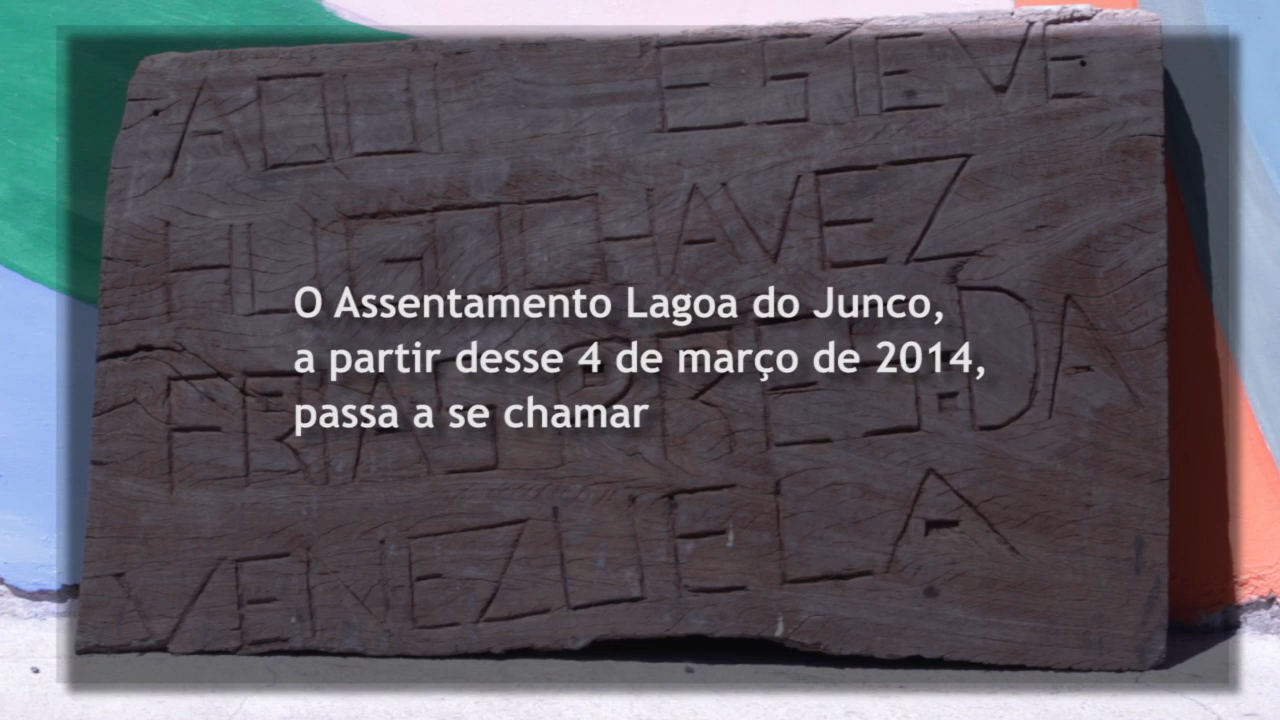 AQUI ESTEVE
HUGO CHAVEZ
O Assentamento Lagoa do Junco,
a partir desse 4 de março de 2014,
passa a se chamar
DA
VENEZUELA